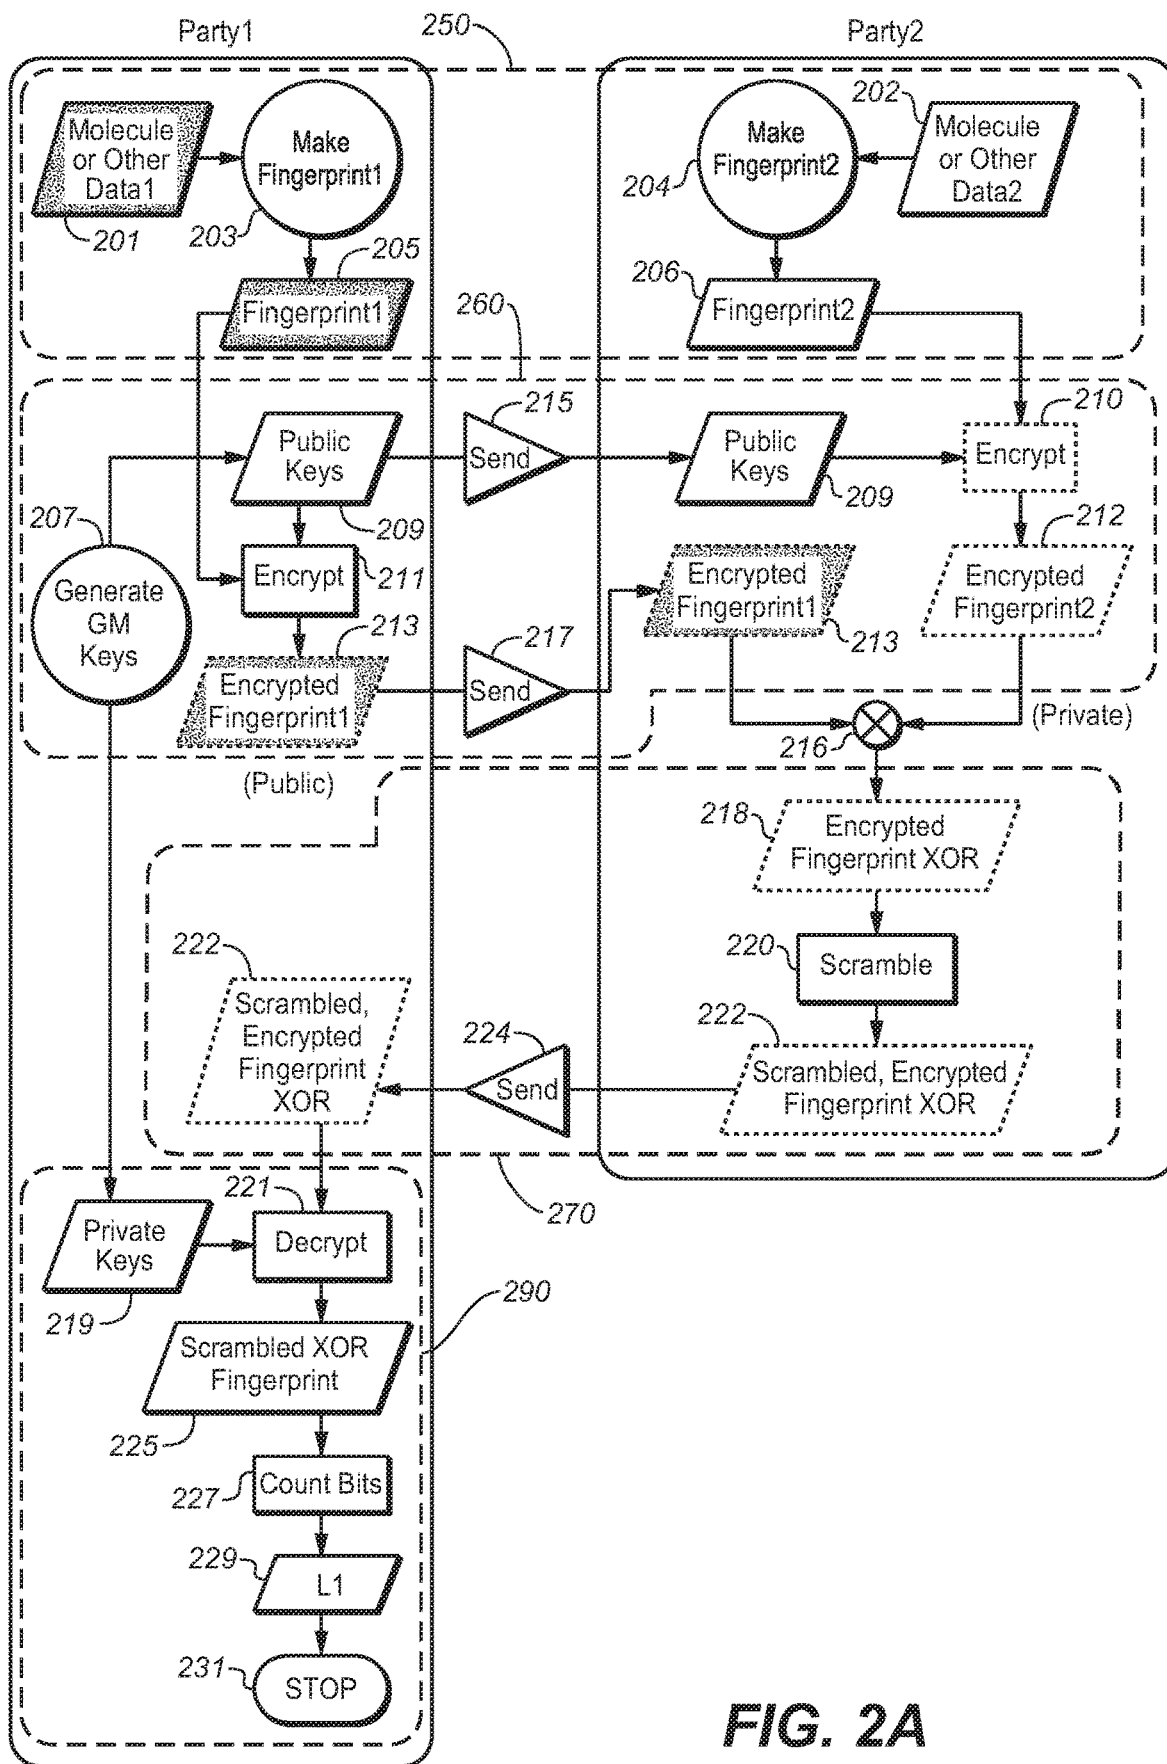 Party1
250
Party2
Molecule
or Other
Data1
201
Make
Fingerprint1
203
205
Fingerprint1
Make
Fingerprint2
204
202
Molecule
or Other
Data2
206
Fingerprint2
260
215
210
Public
Keys
Send
Public
Keys
Encrypt
207
209
209
212
Generate
GM
Keys
Encrypt
211
Encrypted
Fingerprint1
Encrypted
Fingerprint2
213
217
213
Encrypted
Fingerprint1
Send
216
(Private)
(Public)
218
Encrypted
Fingerprint XOR
222
220
Scramble
Scrambled,
Encrypted
Fingerprint
XOR
224
Send
222
Scrambled, Encrypted
Fingerprint XOR
221
270
Private
Keys
Decrypt
219
290
Scrambled XOR
Fingerprint
225
227
Count Bits
229
L1
231
STOP
FIG. 2A